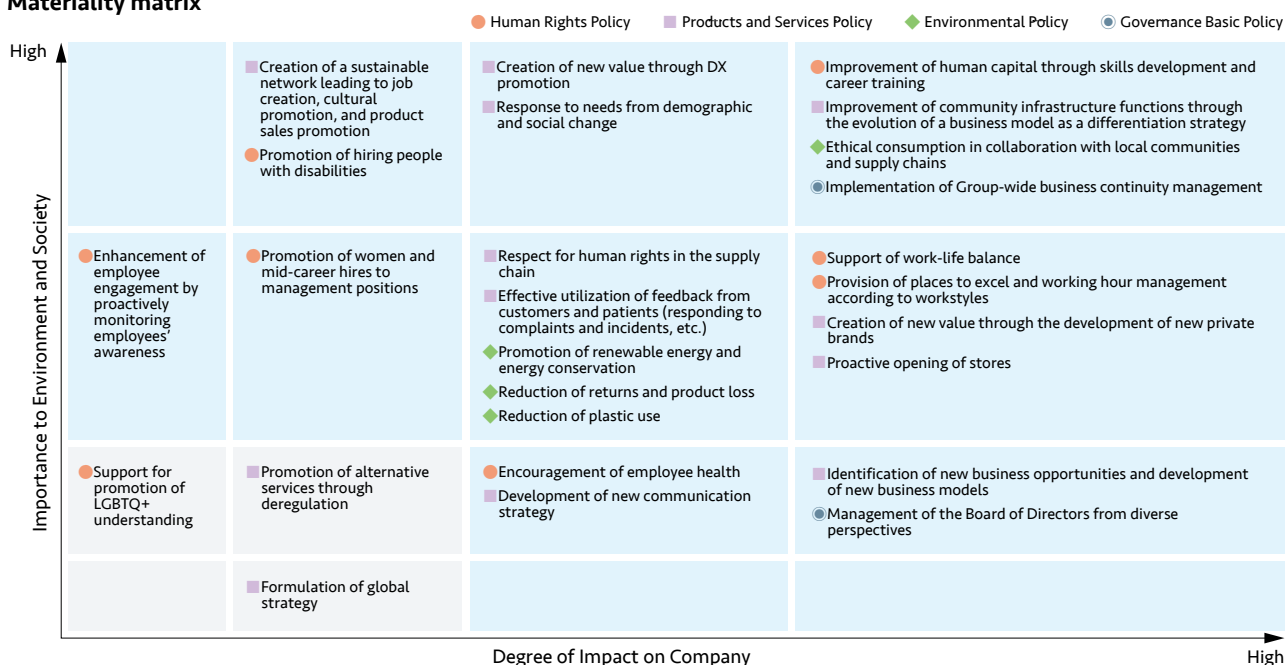 Materiality matrix
Human Rights Policy
Products and Services Policy
Environmental Policy
Governance Basic Policy
High
Importance to Environment and Society
Creation of a sustainable
network leading to job
creation, cultural
promotion, and product
sales promotion
Promotion of hiring people
with disabilities
Creation of new value through DX
promotion
Response to needs from demographic
and social change
Improvement of human capital through skills development and
career training
Improvement of community infrastructure functions through
the evolution of a business model as a differentiation strategy
Ethical consumption in collaboration with local communities
and supply chains
Implementation of Group-wide business continuity management
Enhancement of
employee
engagement by
proactively
monitoring
employees'
awareness
Promotion of women and
mid-career hires to
management positions
Respect for human rights in the supply
chain
Effective utilization of feedback from
customers and patients (responding to
complaints and incidents, etc.)
Promotion of renewable energy and
energy conservation
Reduction of returns and product loss
Reduction of plastic use
Support of work-life balance
Provision of places to excel and working hour management
according to workstyles
Creation of new value through the development of new private
brands
Proactive opening of stores
Support for
promotion of
LGBTQ+
understanding
Promotion of alternative
services through
deregulation
Encouragement of employee health
Development of new communication
strategy
Identification of new business opportunities and development
of new business models
Management of the Board of Directors from diverse
perspectives
Formulation of global
strategy
Degree of Impact on Company
High